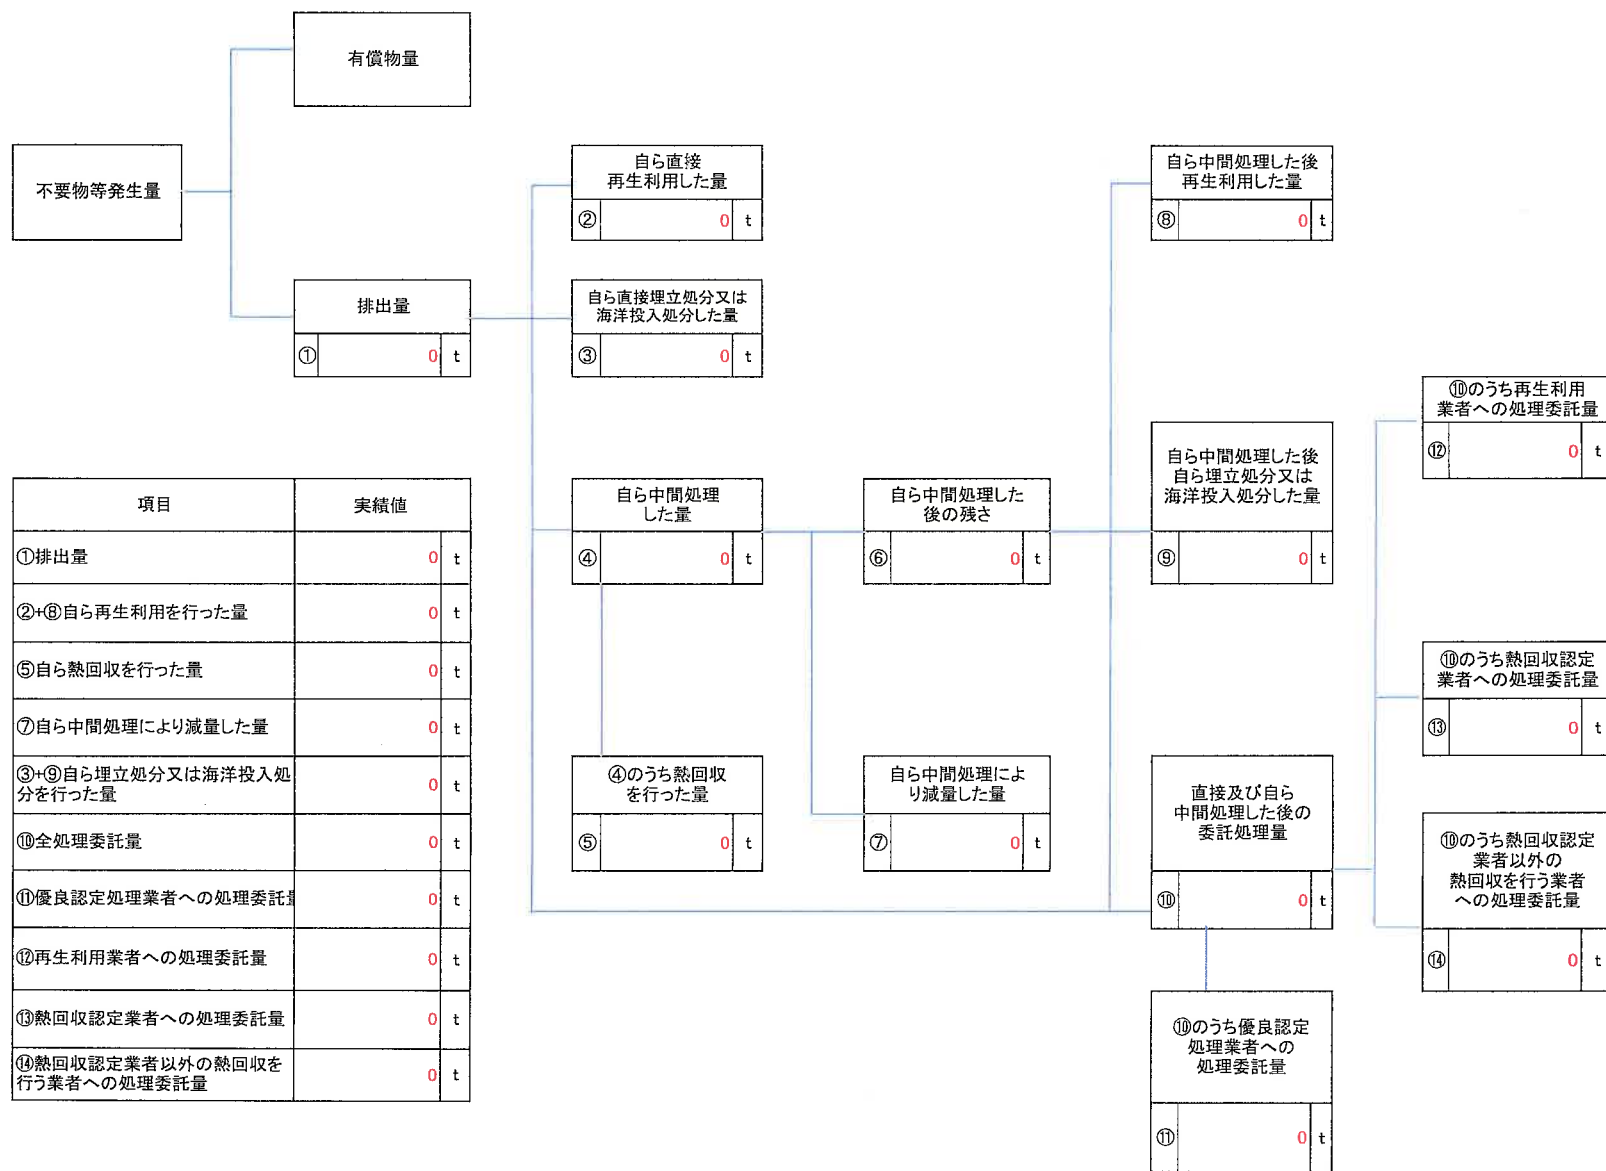 有償物量
不要物等発生量
排出量
① 0 t
自ら直接
再生利用した量
② 0 t
自ら直接埋立処分又は
海洋投入処分した量
③ 0 t
自ら中間処理
した量
④ 0 t
④のうち熱回収
を行った量
⑤ 0 t
自ら中間処理した
後の残さ
⑥ 0 t
自ら中間処理によ
り減量した量
⑦ 0 t
自ら中間処理した後
再生利用した量
⑧ 0 t
自ら中間処理した後
自ら埋立処分又は
海洋投入処分した量
⑨ 0 t
直接及び自ら
中間処理した後の
委託処理量
⑩ 0 t
⑩のうち優良認定
処理業者への
処理委託量
⑪ 0 t
⑩のうち再生利用
業者への処理委託量
⑫ 0 t
⑩のうち熱回収認定
業者への処理委託量
⑬ 0 t
⑩のうち熱回収認定
業者以外の
熱回収を行う業者
への処理委託量
⑭ 0 t
項目 実績値
①排出量 0 t
②+⑧自ら再生利用を行った量 0 t
⑤自ら熱回収を行った量 0 t
⑦自ら中間処理により減量した量 0 t
③+⑨自ら埋立処分又は海洋投入処
分を行った量 0 t
⑩全処理委託量 0 t
⑪優良認定処理業者への処理委託量 0 t
⑫再生利用業者への処理委託量 0 t
⑬熱回収認定業者への処理委託量 0 t
⑭熱回収認定業者以外の熱回収を
行う業者への処理委託量 0 t